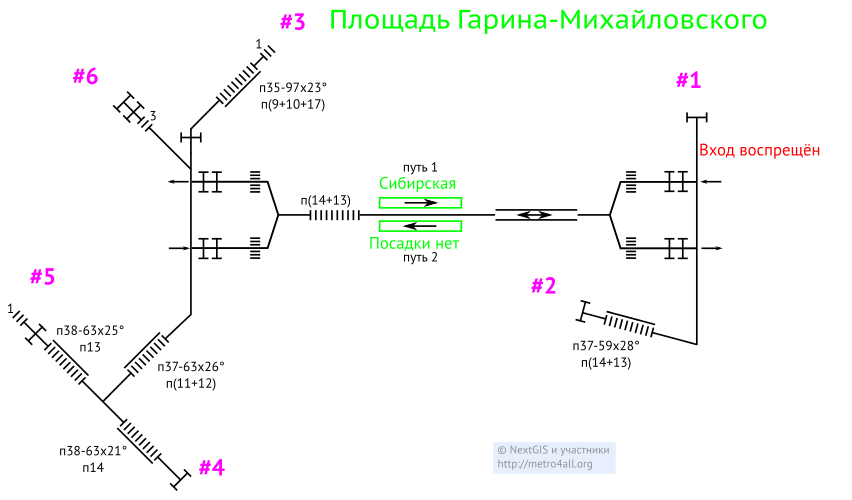 Площадь Гарина-Михайловского
#3
1
#6
п35-97x23°
п(9+10+17)
3
#1
Вход воспрещён
путь 1
Сибирская
п(14+13)
Посадки нет
путь 2
#5
#2
1
п38-63x25°
п13
п37-59x28°
п(14+13)
п37-63x26°
п(11+12)
п38-63x21°
п14
#4
© NextGIS и участники
http://metro4all.org